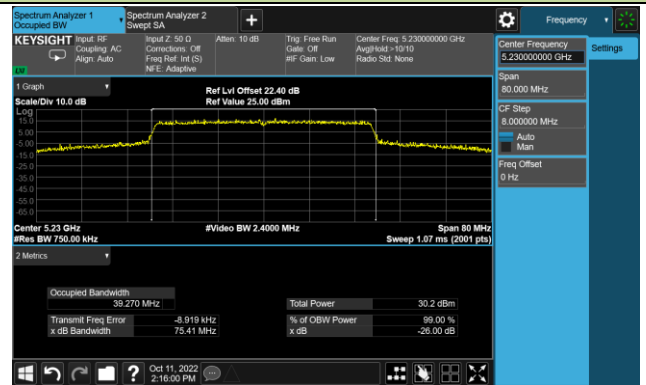 Spectrum Analyzer 1
Occupied BW
Spectrum Analyzer 2
Swept SA
+
Frequency
KEYSIGHT
Input: RF
Coupling: AC
Align: Auto
Input Z: 50 Ω
Corrections: Off
Freq Ref: Int (S)
NFE: Adaptive
Atten: 10 dB
Trig: Free Run
Gate: Off
#IF Gain: Low
Center Freq: 5.230000000 GHz
Avg|Hold:>10/10
Radio Std: None
Center Frequency
5.230000000 GHz
Settings
Span
80.000 MHz
CF Step
8.000000 MHz
Auto
Man
Freq Offset
0 Hz
1 Graph
Scale/Div 10.0 dB
Ref Lvl Offset 22.40 dB
Ref Value 25.00 dBm
Log
15.0
5.00
-5.00
-15.0
-25.0
-35.0
-45.0
-55.0
-65.0
Center 5.23 GHz
#Video BW 2.4000 MHz
Span 80 MHz
#Res BW 750.00 kHz
Sweep 1.07 ms (2001 pts)
2 Metrics
Occupied Bandwidth
39.270 MHz
Total Power 30.2 dBm
Transmit Freq Error -8.919 kHz
% of OBW Power 99.00 %
x dB Bandwidth 75.41 MHz
x dB -26.00 dB
?
Oct 11, 2022
2:16:00 PM